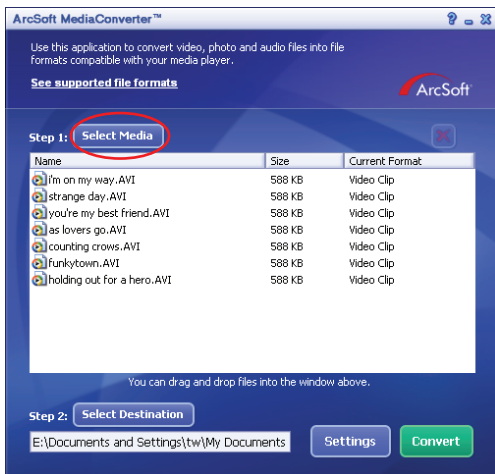 ArcSoft MediaConverter™
Use this application to convert video, photo and audio files into file
formats compatible with your media player.
See supported file formats
ArcSoft
Step 1: Select Media
Name Size Current Format
i'm on my way.AVI 588 KB Video Clip
strange day.AVI 588 KB Video Clip
you're my best friend.AVI 588 KB Video Clip
as lovers go.AVI 588 KB Video Clip
counting crows.AVI 588 KB Video Clip
funkytown.AVI 588 KB Video Clip
holding out for a hero.AVI 588 KB Video Clip
You can drag and drop files into the window above.
Step 2: Select Destination
E:\Documents and Settings\tw\My Documents Settings Convert